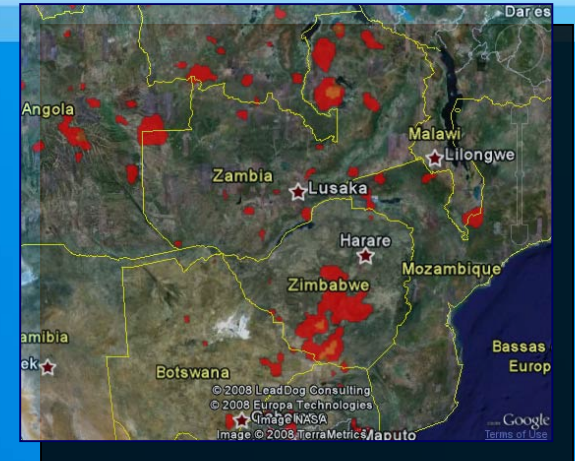 Dar es
Angola
Malawi
Lilongwe
Zambia
Lusaka
Harare
Mozambique
Zimbabwe
amibia
ek
Bassas
Europ
Botswana
© 2008 LeadDog Consulting
© 2008 Europa Technologies
Image NASA
Image © 2008 TerraMetrics
Maputo
Google
Terms of Use